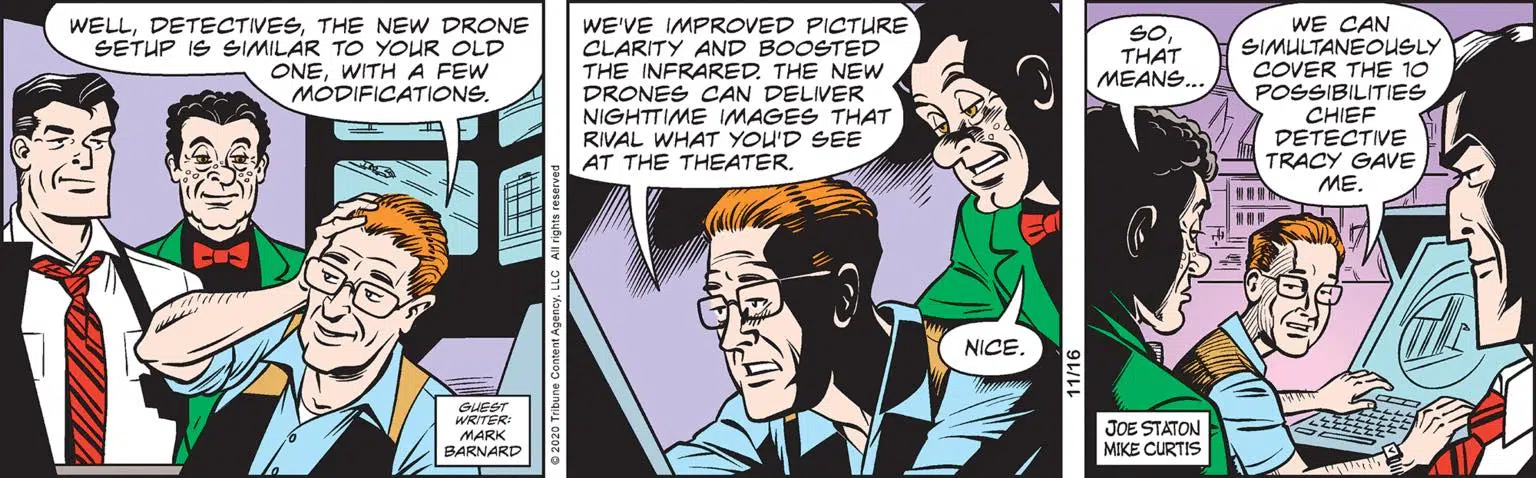 WELL, DETECTIVES, THE NEW DRONE
SETUP IS SIMILAR TO YOUR OLD
ONE, WITH A FEW
MODIFICATIONS.
GUEST
WRITER:
MARK
BARNARD
© 2020 Tribune Content Agency, LLC All rights reserved
WE'VE IMPROVED PICTURE
CLARITY AND BOOSTED
THE INFRARED. THE NEW
DRONES CAN DELIVER
NIGHTTIME IMAGES THAT
RIVAL WHAT YOU'D SEE
AT THE THEATER.
NICE.
11/16
SO,
THAT
MEANS...
WE CAN
SIMULTANEOUSLY
COVER THE 10
POSSIBILITIES
CHIEF
DETECTIVE
TRACY GAVE
ME.
JOE STATON
MIKE CURTIS